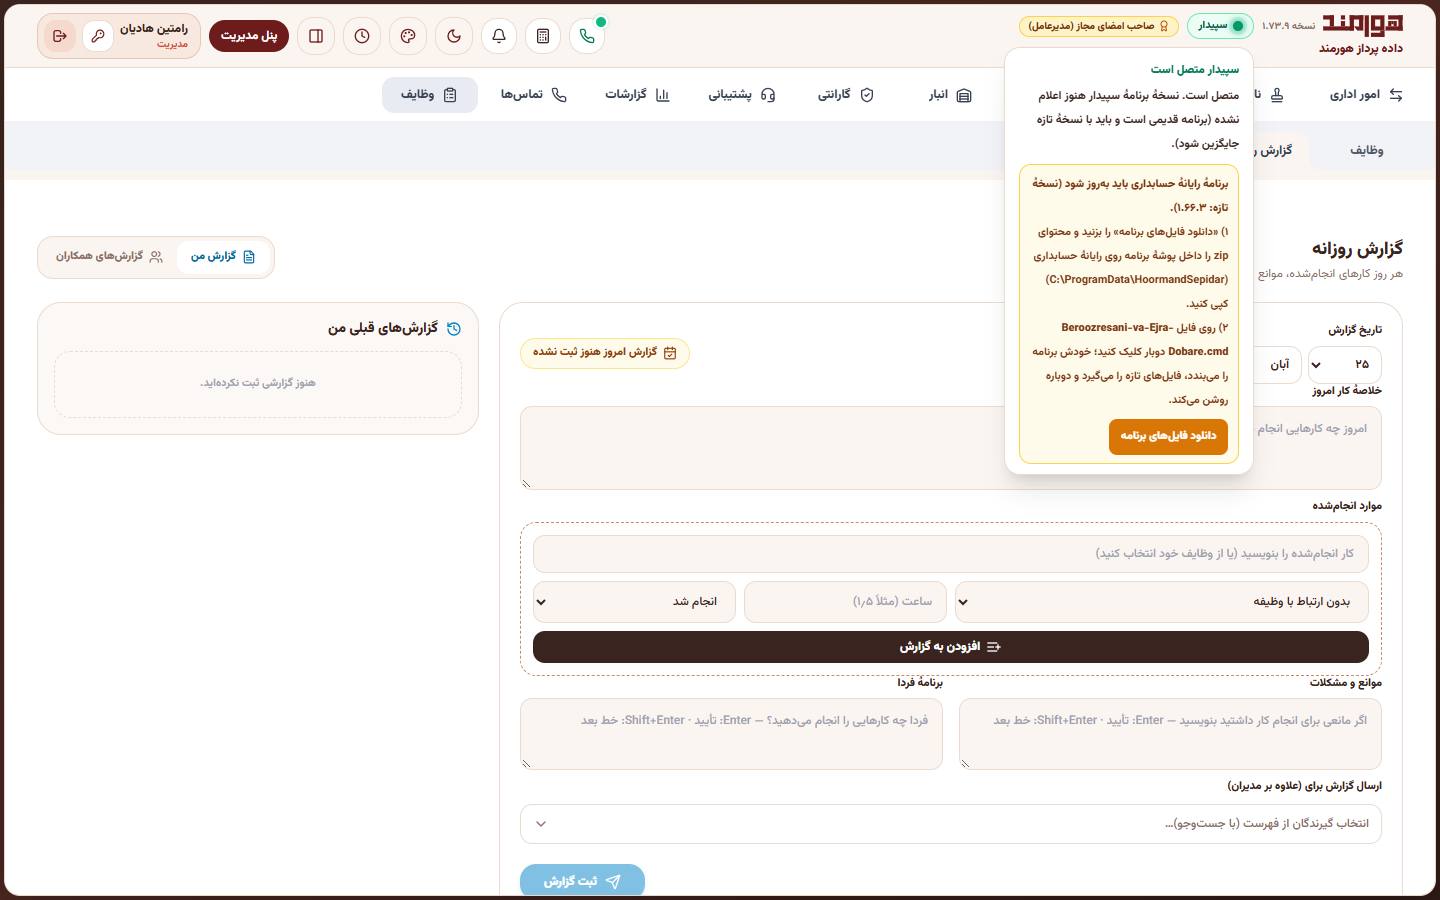 هورمند
نسخه ۱.۷۳.۹
سپیدار
صاحب امضای مجاز (مدیرعامل)
داده پرداز هورمند
پنل مدیریت
رامتین هادیان
مدیریت
امور اداری
نا
انبار
گارانتی
پشتیبانی
گزارشات
تماس‌ها
وظایف
وظایف
گزارش ر
سپیدار متصل است
متصل است. نسخهٔ برنامهٔ سپیدار هنوز اعلام
نشده (برنامه قدیمی است و باید با نسخهٔ تازه
جایگزین شود).
برنامهٔ رایانهٔ حسابداری باید به‌روز شود (نسخهٔ
تازه: ۱.۶۶.۳).
۱) «دانلود فایل‌های برنامه» را بزنید و محتوای
zip را داخل پوشهٔ برنامه روی رایانهٔ حسابداری
(C:\ProgramData\HoormandSepidar)
کپی کنید.
۲) روی فایل Beroozresani-va-Ejra-
Dobare.cmd دوبار کلیک کنید؛ خودش برنامه
را می‌بندد، فایل‌های تازه را می‌گیرد و دوباره
روشن می‌کند.
دانلود فایل‌های برنامه
گزارش روزانه
هر روز کارهای انجام‌شده، موانع
گزارش من
گزارش‌های همکاران
تاریخ گزارش
۲۵
آبان
گزارش امروز هنوز ثبت نشده
خلاصهٔ کار امروز
امروز چه کارهایی انجام
موارد انجام‌شده
کار انجام‌شده را بنویسید (یا از وظایف خود انتخاب کنید)
بدون ارتباط با وظیفه
ساعت (مثلاً ۱٫۵)
انجام شد
افزودن به گزارش
موانع و مشکلات
برنامهٔ فردا
اگر مانعی برای انجام کار داشتید بنویسید — Enter: تأیید · Shift+Enter: خط بعد
فردا چه کارهایی را انجام می‌دهید؟ — Enter: تأیید · Shift+Enter: خط بعد
ارسال گزارش برای (علاوه بر مدیران)
انتخاب گیرندگان از فهرست (با جست‌وجو)...
ثبت گزارش
گزارش‌های قبلی من
هنوز گزارشی ثبت نکرده‌اید.